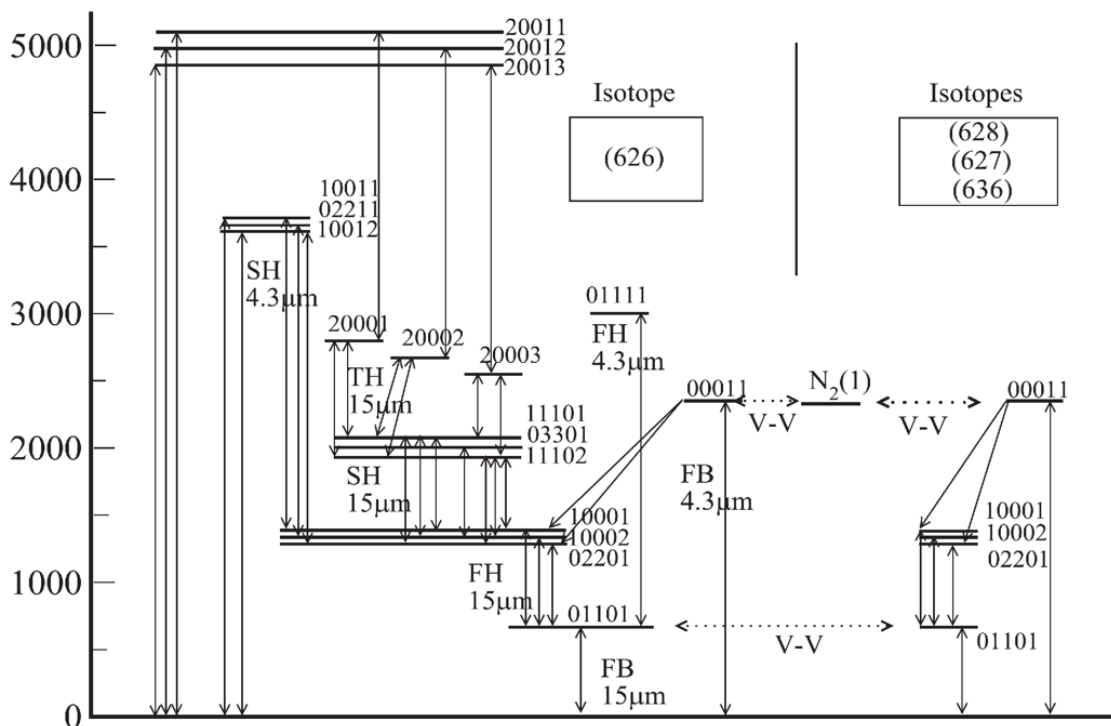 5000
4000
3000
2000
1000
0
20011
20012
20013
Isotope
(626)
Isotopes
(628)
(627)
(636)
10011
02211
10012
SH
4.3μm
20001
20002
20003
TH
15μm
01111
FH
4.3μm
00011
N₂(1)
00011
V-V
V-V
11101
03301
11102
SH
15μm
FB
4.3μm
10001
10002
02201
10001
10002
02201
FH
15μm
01101
V-V
01101
FB
15μm